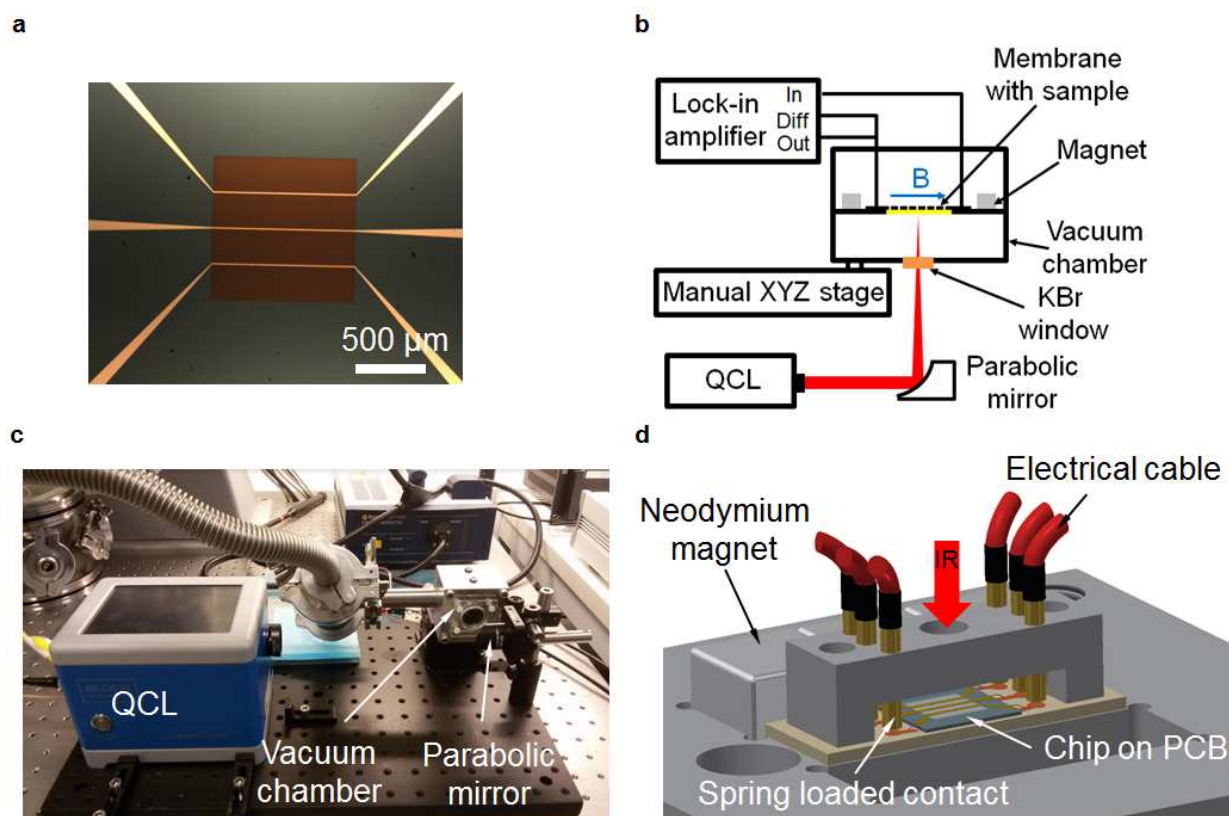 a
500 µm
b
Lock-in
amplifier
In
Diff
Out
Membrane
with sample
Magnet
B
Vacuum
chamber
Manual XYZ stage
KBr
window
QCL
Parabolic
mirror
c
QCL
Vacuum
chamber
Parabolic
mirror
d
Electrical cable
Neodymium
magnet
IR
Chip on PCB
Spring loaded contact